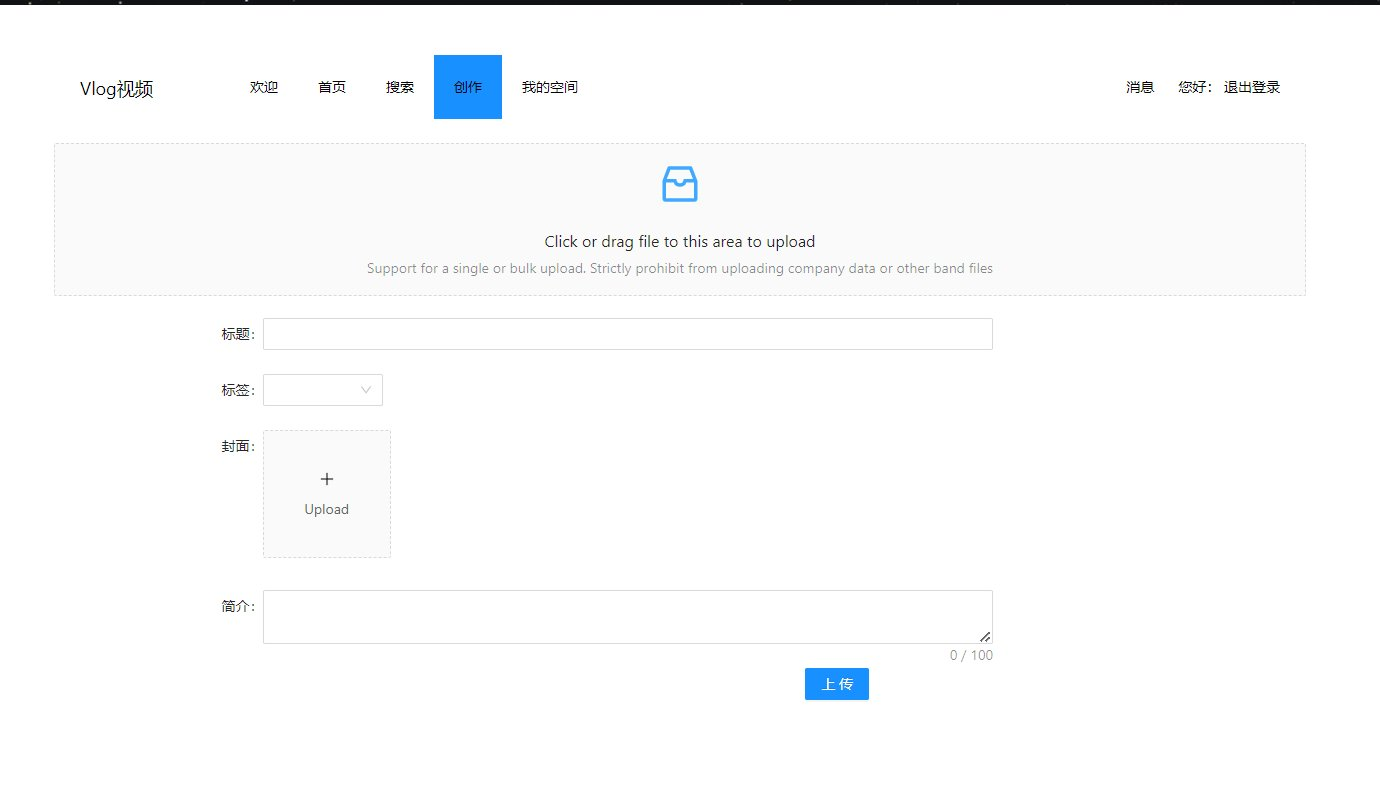 Vlog视频 欢迎 首页 搜索 创作 我的空间 消息 您好： 退出登录
Click or drag file to this area to upload
Support for a single or bulk upload. Strictly prohibit from uploading company data or other band files
标题：
标签：
封面：
Upload
简介：
0 / 100
上传